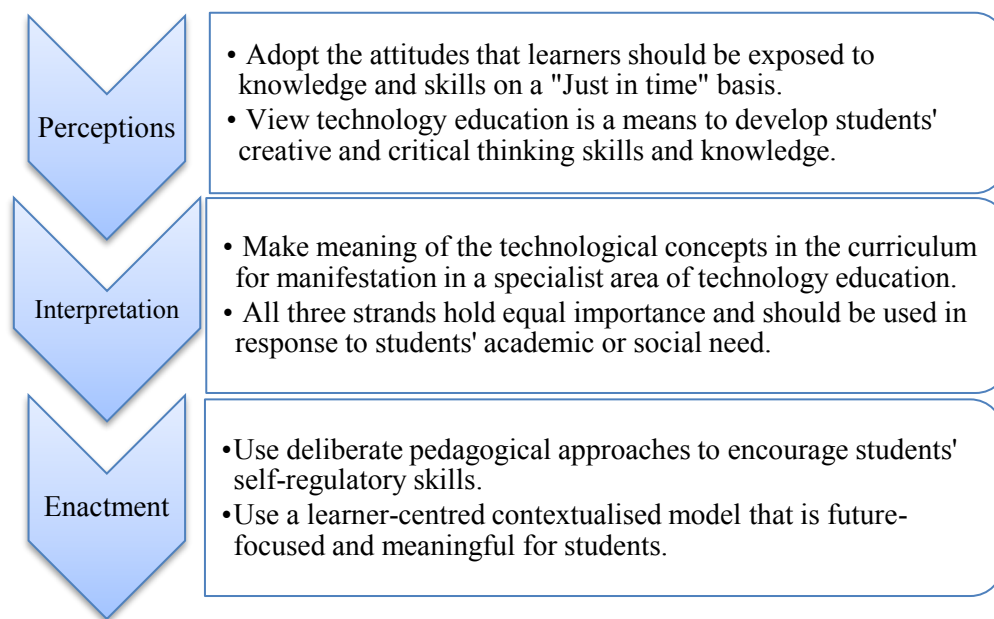 Perceptions
• Adopt the attitudes that learners should be exposed to
knowledge and skills on a "Just in time" basis.
• View technology education is a means to develop students'
creative and critical thinking skills and knowledge.
Interpretation
• Make meaning of the technological concepts in the curriculum
for manifestation in a specialist area of technology education.
• All three strands hold equal importance and should be used in
response to students' academic or social need.
Enactment
•Use deliberate pedagogical approaches to encourage students'
self-regulatory skills.
•Use a learner-centred contextualised model that is future-
focused and meaningful for students.